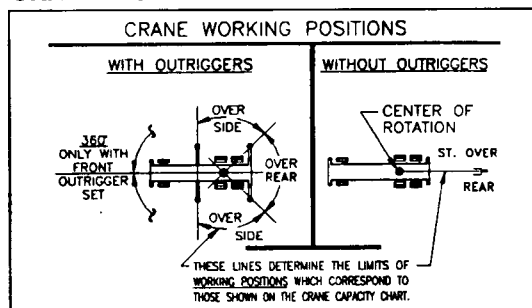 CRANE WORKING POSITIONS
WITH OUTRIGGERS
OVER
SIDE
360°
ONLY WITH
FRONT
OUTRIGGER
SET
OVER
REAR
OVER
SIDE
WITHOUT OUTRIGGERS
CENTER OF
ROTATION
ST. OVER
REAR
THESE LINES DETERMINE THE LIMITS OF
WORKING POSITIONS WHICH CORRESPOND TO
THOSE SHOWN ON THE CRANE CAPACITY CHART.